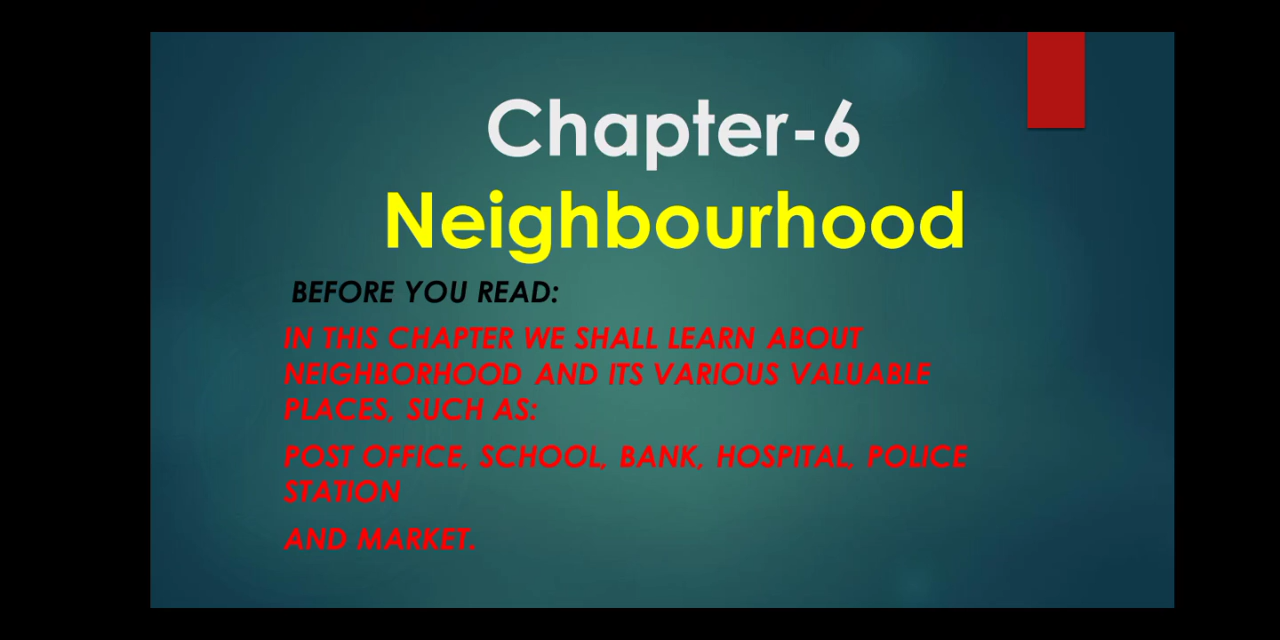 Chapter-6
Neighbourhood
BEFORE YOU READ:
IN THIS CHAPTER WE SHALL LEARN ABOUT
NEIGHBORHOOD AND ITS VARIOUS VALUABLE
PLACES, SUCH AS:
POST OFFICE, SCHOOL, BANK, HOSPITAL, POLICE
STATION
AND MARKET.